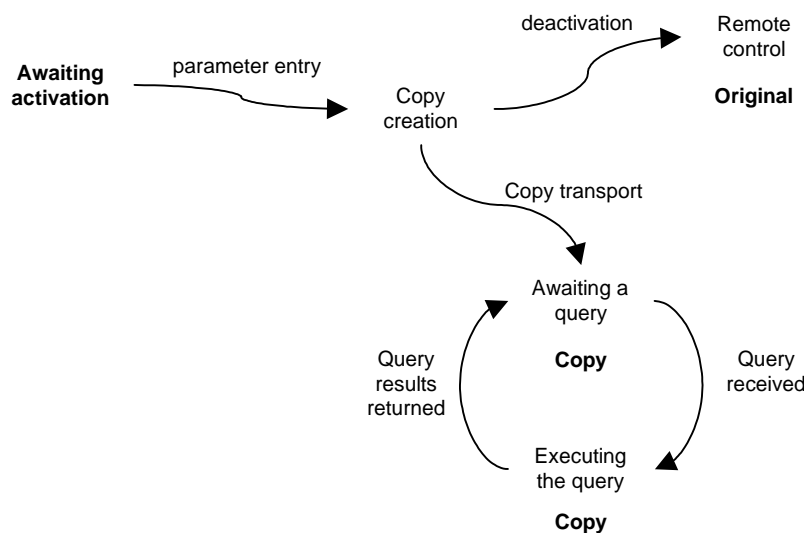 deactivation
Remote
control
Original
Awaiting
activation
parameter entry
Copy
creation
Copy transport
Awaiting a
query
Copy
Query
results
returned
Query
received
Executing
the query
Copy